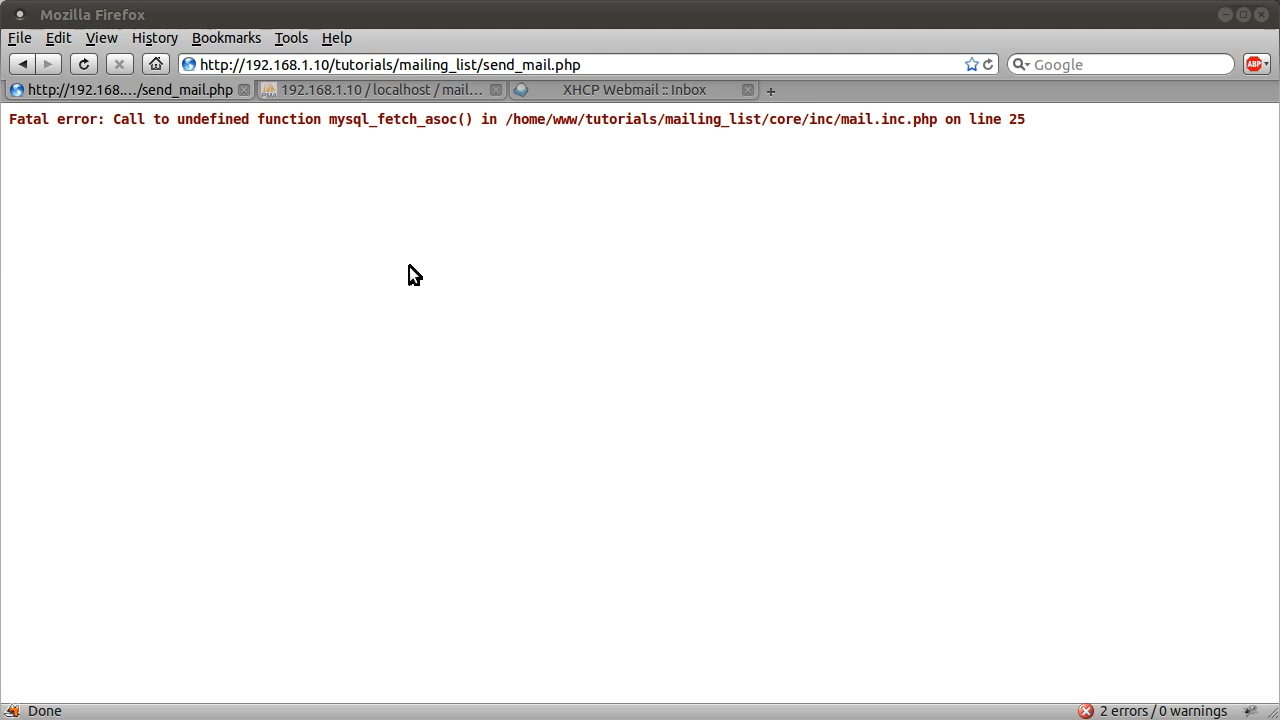 Mozilla Firefox
File Edit View History Bookmarks Tools Help
http://192.168.1.10/tutorials/mailing_list/send_mail.php
Google
ABP
http://192.168..../send_mail.php
PMA
192.168.1.10 / localhost / mail...
XHCP Webmail :: Inbox
Fatal error: Call to undefined function mysql_fetch_asoc() in /home/www/tutorials/mailing_list/core/inc/mail.inc.php on line 25
Done
2 errors / 0 warnings